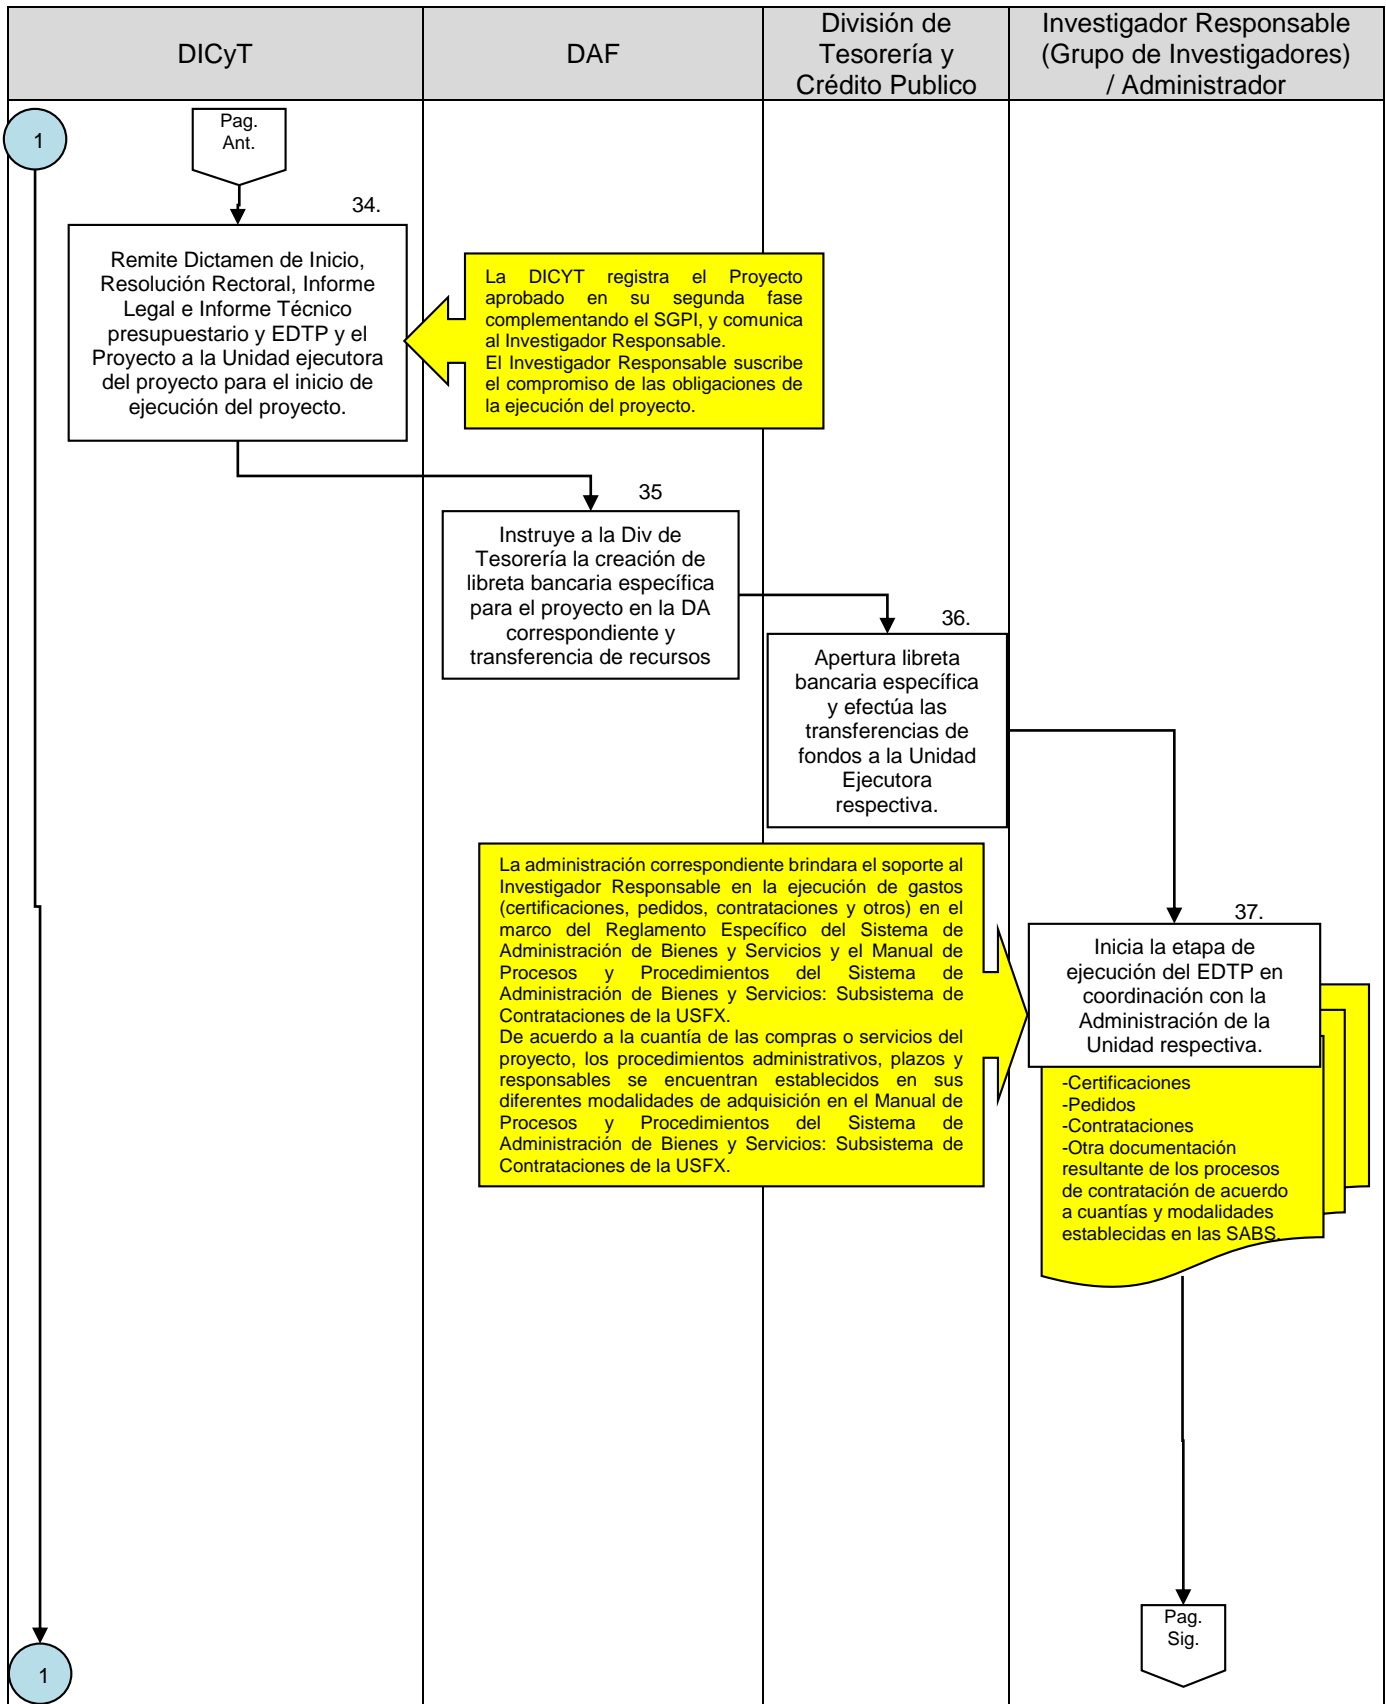 DICyT
DAF
División de
Tesorería y
Crédito Publico
Investigador Responsable
(Grupo de Investigadores)
/ Administrador
1
Pag.
Ant.
34.
Remite Dictamen de Inicio,
Resolución Rectoral, Informe
Legal e Informe Técnico
presupuestario y EDTP y el
Proyecto a la Unidad ejecutora
del proyecto para el inicio de
ejecución del proyecto.
La DICYT registra el Proyecto
aprobado en su segunda fase
complementando el SGPI, y comunica
al Investigador Responsable.
El Investigador Responsable suscribe
el compromiso de las obligaciones de
la ejecución del proyecto.
35
Instruye a la Div de
Tesorería la creación de
libreta bancaria específica
para el proyecto en la DA
correspondiente y
transferencia de recursos
36.
Apertura libreta
bancaria específica
y efectúa las
transferencias de
fondos a la Unidad
Ejecutora
respectiva.
La administración correspondiente brindara el soporte al
Investigador Responsable en la ejecución de gastos
(certificaciones, pedidos, contrataciones y otros) en el
marco del Reglamento Específico del Sistema de
Administración de Bienes y Servicios y el Manual de
Procesos y Procedimientos del Sistema de
Administración de Bienes y Servicios: Subsistema de
Contrataciones de la USFX.
De acuerdo a la cuantía de las compras o servicios del
proyecto, los procedimientos administrativos, plazos y
responsables se encuentran establecidos en sus
diferentes modalidades de adquisición en el Manual de
Procesos y Procedimientos del Sistema de
Administración de Bienes y Servicios: Subsistema de
Contrataciones de la USFX.
37.
Inicia la etapa de
ejecución del EDTP en
coordinación con la
Administración de la
Unidad respectiva.
-Certificaciones
-Pedidos
-Contrataciones
-Otra documentación
resultante de los procesos
de contratación de acuerdo
a cuantías y modalidades
establecidas en las SABS.
Pag.
Sig.
1